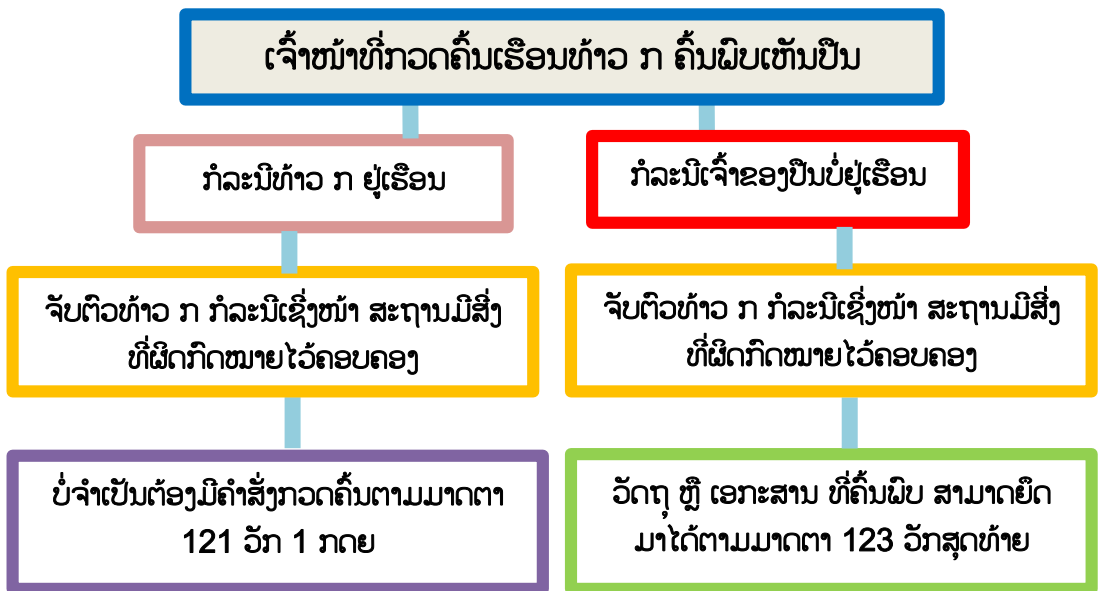 ເຈົ້າໜ້າທີ່ກວດຄົ້ນເຮືອນທ້າວ ກ ຄົ້ນພົບເຫັນປືນ
ກໍລະນີທ້າວ ກ ຢູ່ເຮືອນ
ກໍລະນີເຈົ້າຂອງປືນບໍ່ຢູ່ເຮືອນ
ຈັບຕົວທ້າວ ກ ກໍລະນີເຊິ່ງໜ້າ ສະຖານມີສິ່ງ
ທີ່ຜິດກົດໝາຍໄວ້ຄອບຄອງ
ຈັບຕົວທ້າວ ກ ກໍລະນີເຊິ່ງໜ້າ ສະຖານມີສິ່ງ
ທີ່ຜິດກົດໝາຍໄວ້ຄອບຄອງ
ບໍ່ຈຳເປັນຕ້ອງມີຄຳສັ່ງກວດຄົ້ນຕາມມາດຕາ
121 ວັກ 1 ກດຍ
ວັດຖຸ ຫຼື ເອກະສານ ທີ່ຄົ້ນພົບ ສາມາດຍຶດ
ມາໄດ້ຕາມມາດຕາ 123 ວັກສຸດທ້າຍ